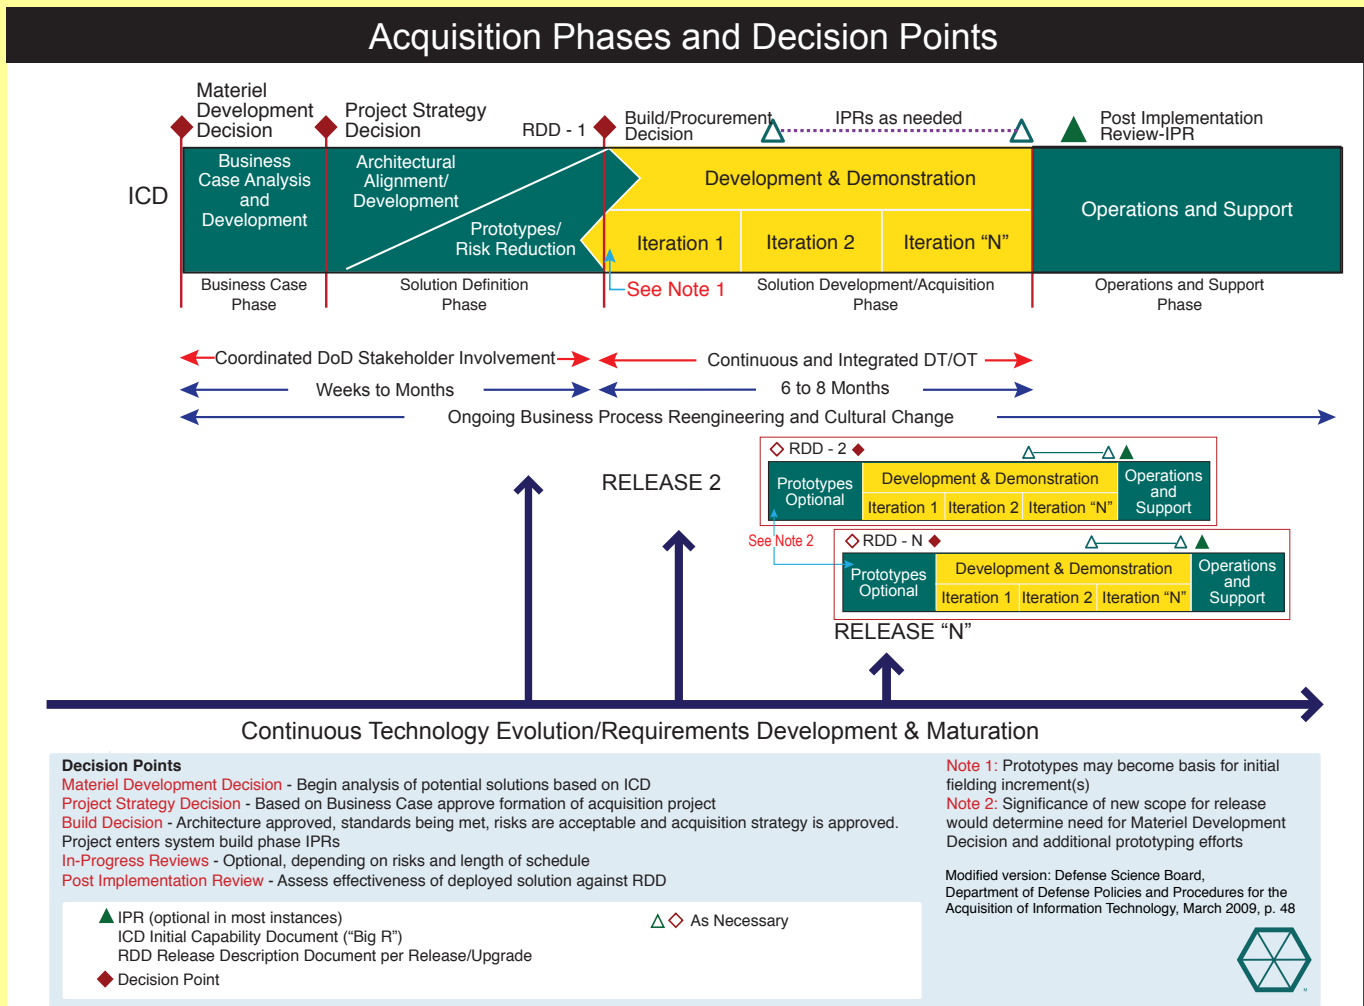 Acquisition Phases and Decision Points
Materiel
Development
Decision
Project Strategy
Decision
RDD - 1
Build/Procurement
Decision
IPRs as needed
Post Implementation
Review-IPR
ICD
Business
Case Analysis
and
Development
Architectural
Alignment/
Development
Prototypes/
Risk Reduction
Development & Demonstration
Iteration 1
Iteration 2
Iteration “N”
Operations and Support
Business Case
Phase
Solution Definition
Phase
See Note 1
Solution Development/Acquisition
Phase
Operations and Support
Phase
Coordinated DoD Stakeholder Involvement
Continuous and Integrated DT/OT
Weeks to Months
6 to 8 Months
Ongoing Business Process Reengineering and Cultural Change
RELEASE 2
RDD - 2
Prototypes
Optional
Development & Demonstration
Iteration 1
Iteration 2
Iteration “N”
Operations
and
Support
See Note 2
RDD - N
Prototypes
Optional
Development & Demonstration
Iteration 1
Iteration 2
Iteration “N”
Operations
and
Support
RELEASE “N”
Continuous Technology Evolution/Requirements Development & Maturation
Decision Points
Materiel Development Decision - Begin analysis of potential solutions based on ICD
Project Strategy Decision - Based on Business Case approve formation of acquisition project
Build Decision - Architecture approved, standards being met, risks are acceptable and acquisition strategy is approved.
Project enters system build phase IPRs
In-Progress Reviews - Optional, depending on risks and length of schedule
Post Implementation Review - Assess effectiveness of deployed solution against RDD
IPR (optional in most instances)
ICD Initial Capability Document (“Big R”)
RDD Release Description Document per Release/Upgrade
Decision Point
As Necessary
Note 1: Prototypes may become basis for initial
fielding increment(s)
Note 2: Significance of new scope for release
would determine need for Materiel Development
Decision and additional prototyping efforts
Modified version: Defense Science Board,
Department of Defense Policies and Procedures for the
Acquisition of Information Technology, March 2009, p. 48